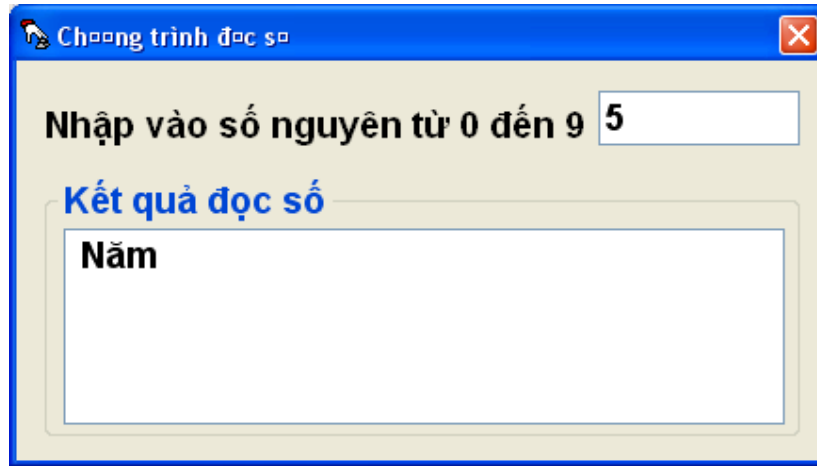 Ch¤¤ng trình đ¤c s¤
Nhập vào số nguyên từ 0 đến 9 5
Kết quả đọc số
Năm